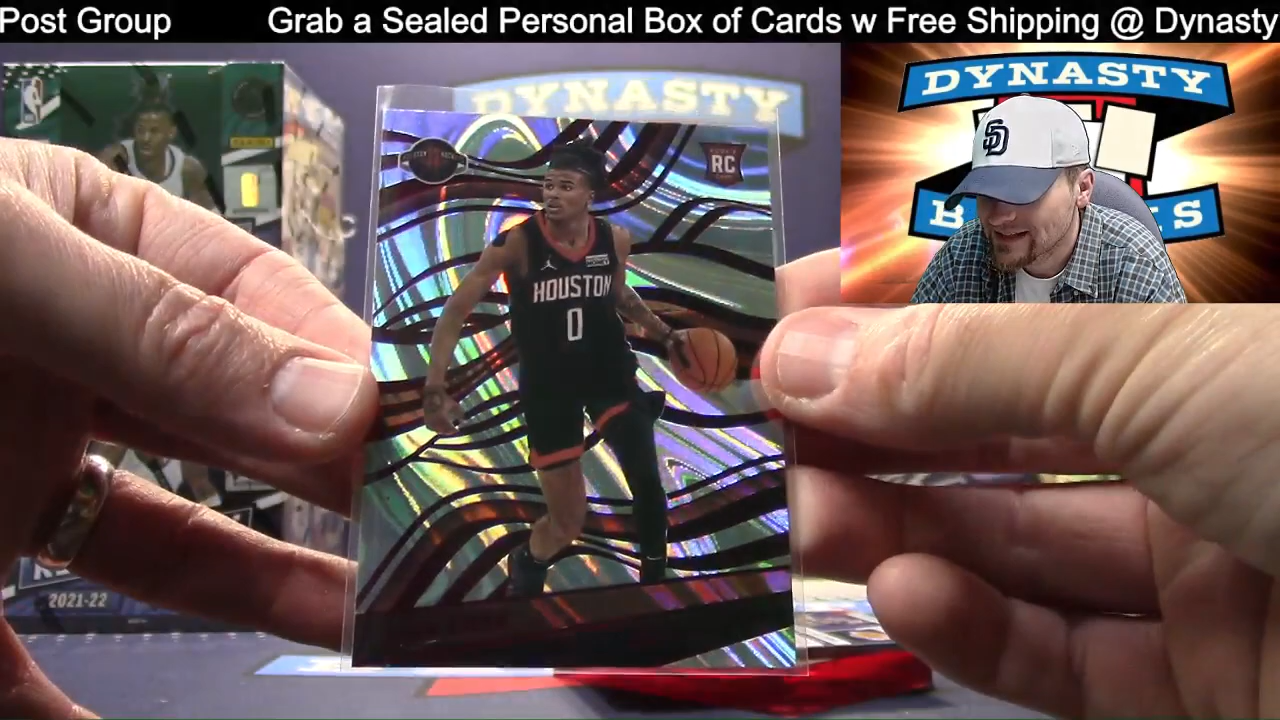 Post Group Grab a Sealed Personal Box of Cards w Free Shipping @ Dynasty
DYNASTY
DYNASTY
RC
HOUSTON
0
SD
2021-22